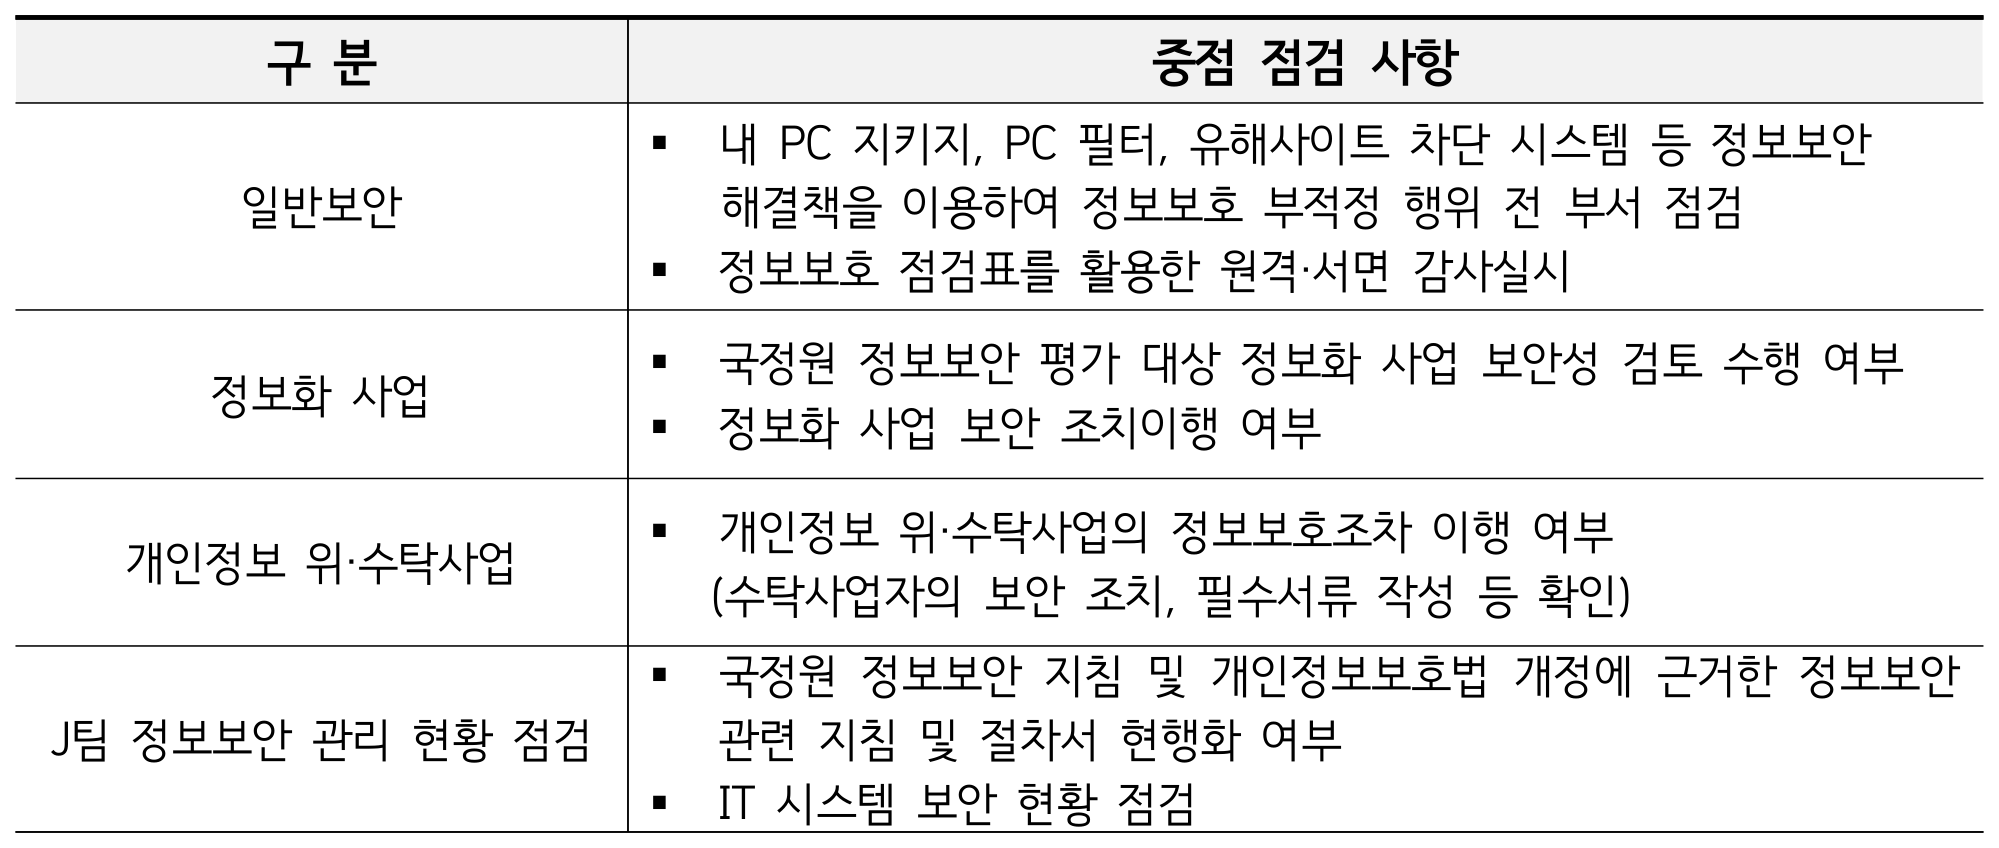 구 분
중점 점검 사항
일반보안
▪ 내 PC 지키지, PC 필터, 유해사이트 차단 시스템 등 정보보안
해결책을 이용하여 정보보호 부적정 행위 전 부서 점검
▪ 정보보호 점검표를 활용한 원격·서면 감사실시
정보화 사업
▪ 국정원 정보보안 평가 대상 정보화 사업 보안성 검토 수행 여부
▪ 정보화 사업 보안 조치이행 여부
개인정보 위·수탁사업
▪ 개인정보 위·수탁사업의 정보보호조차 이행 여부
(수탁사업자의 보안 조치, 필수서류 작성 등 확인)
J팀 정보보안 관리 현황 점검
▪ 국정원 정보보안 지침 및 개인정보보호법 개정에 근거한 정보보안
관련 지침 및 절차서 현행화 여부
▪ IT 시스템 보안 현황 점검